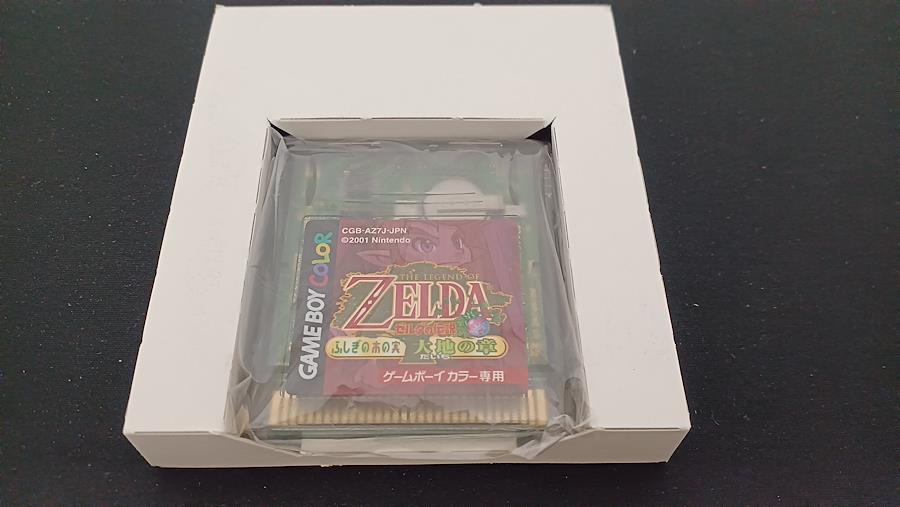 CGB-AZ7J-JPN
©2001 Nintendo
GAME BOY COLOR
THE LEGEND OF
ZELDA
ゼルダの伝説
ふしぎの木の実 大地の章
だいち
ゲームボーイカラー専用